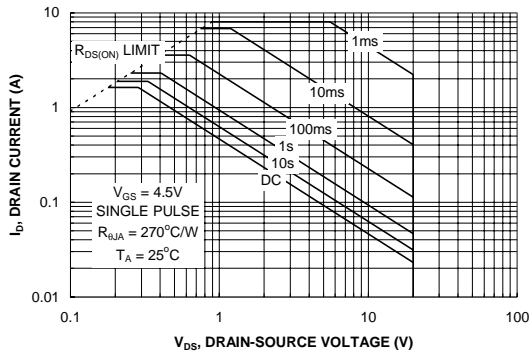 10
1
0.1
0.01
0.1
1
10
100
I_D, DRAIN CURRENT (A)
V_DS, DRAIN-SOURCE VOLTAGE (V)
R_DS(ON) LIMIT
1ms
10ms
100ms
1s
10s
DC
V_GS = 4.5V
SINGLE PULSE
R_θJA = 270°C/W
T_A = 25°C